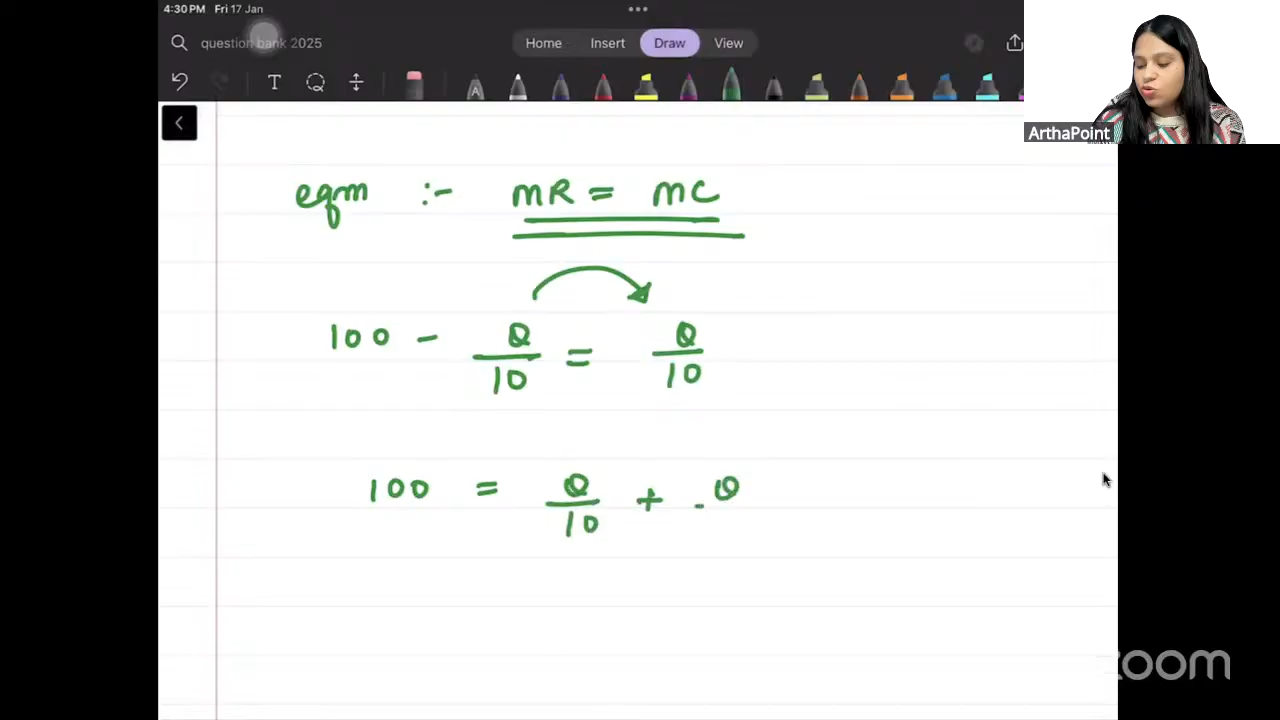 4:30 PM Fri 17 Jan
question bank 2025
Home Insert Draw View
T A
ArthaPoint
eqm :- MR = MC
100 - Q/10 = Q/10
100 = Q/10 + Q
zoom